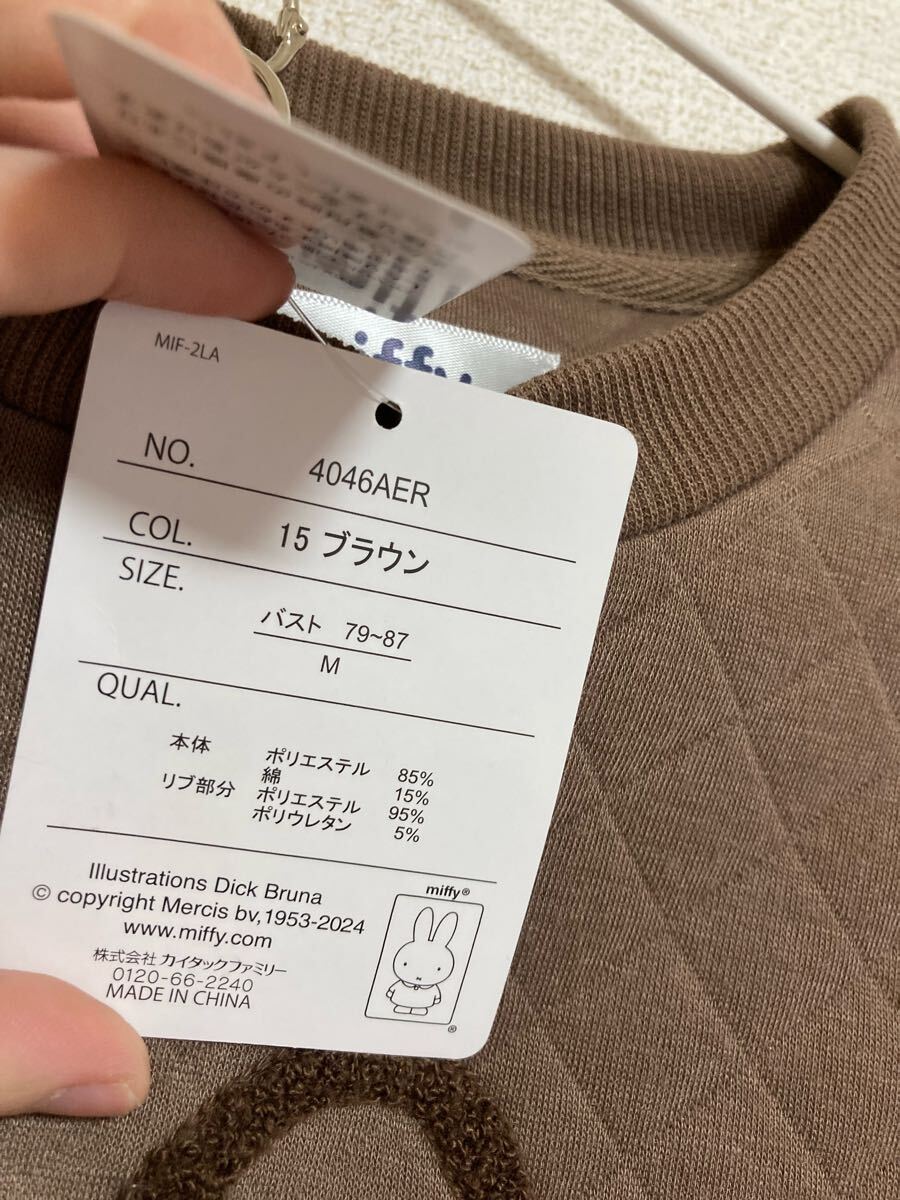 MIF-2LA
NO. 4046AER
COL. 15 ブラウン
SIZE.
バスト 79~87
M
QUAL.
本体 ポリエステル 85%
綿 15%
リブ部分 ポリエステル 95%
ポリウレタン 5%
Illustrations Dick Bruna
© copyright Mercis bv,1953-2024
www.miffy.com
株式会社 カイタックファミリー
0120-66-2240
MADE IN CHINA
miffy®
®